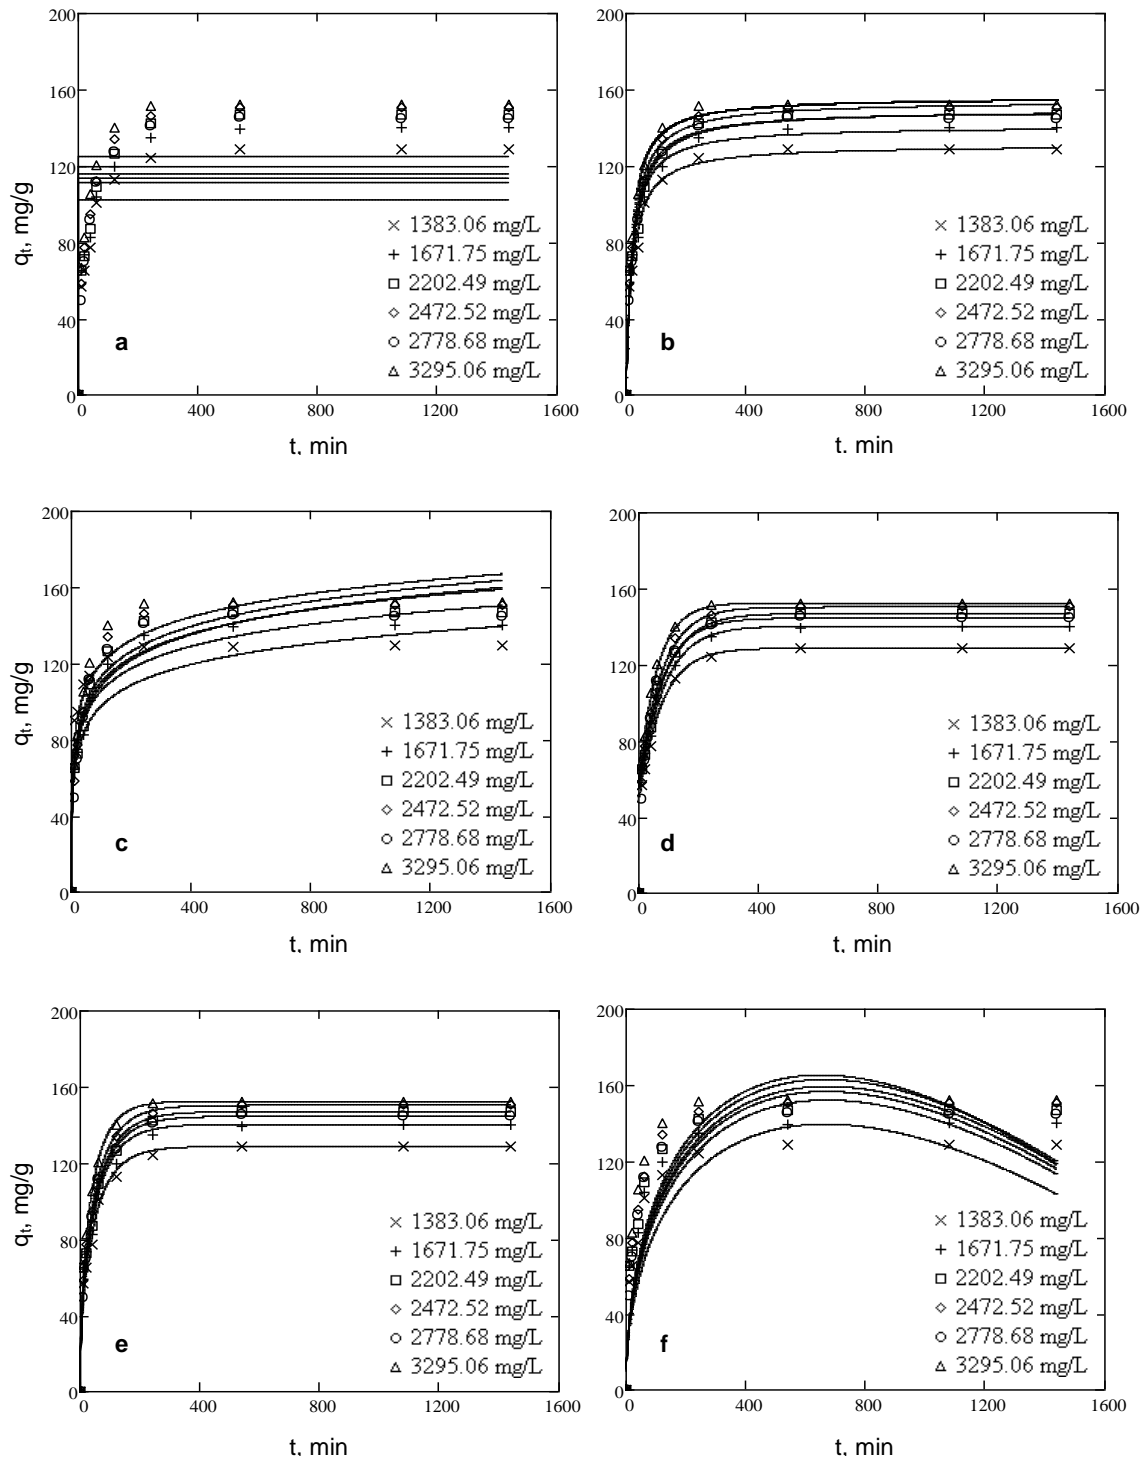 200
160
120
80
40
0
qt, mg/g
× 1383.06 mg/L
+ 1671.75 mg/L
□ 2202.49 mg/L
◇ 2472.52 mg/L
○ 2778.68 mg/L
△ 3295.06 mg/L
a
0 400 800 1200 1600
t, min
200
160
120
80
40
0
× 1383.06 mg/L
+ 1671.75 mg/L
□ 2202.49 mg/L
◇ 2472.52 mg/L
○ 2778.68 mg/L
△ 3295.06 mg/L
b
0 400 800 1200 1600
t. min
200
160
120
80
40
0
qt, mg/g
× 1383.06 mg/L
+ 1671.75 mg/L
□ 2202.49 mg/L
◇ 2472.52 mg/L
○ 2778.68 mg/L
△ 3295.06 mg/L
c
0 400 800 1200 1600
t, min
200
160
120
80
40
0
× 1383.06 mg/L
+ 1671.75 mg/L
□ 2202.49 mg/L
◇ 2472.52 mg/L
○ 2778.68 mg/L
△ 3295.06 mg/L
d
0 400 800 1200 1600
t, min
200
160
120
80
40
0
qt, mg/g
× 1383.06 mg/L
+ 1671.75 mg/L
□ 2202.49 mg/L
◇ 2472.52 mg/L
○ 2778.68 mg/L
△ 3295.06 mg/L
e
0 400 800 1200 1600
t, min
200
160
120
80
40
0
× 1383.06 mg/L
+ 1671.75 mg/L
□ 2202.49 mg/L
◇ 2472.52 mg/L
○ 2778.68 mg/L
△ 3295.06 mg/L
f
0 400 800 1200 1600
t, min